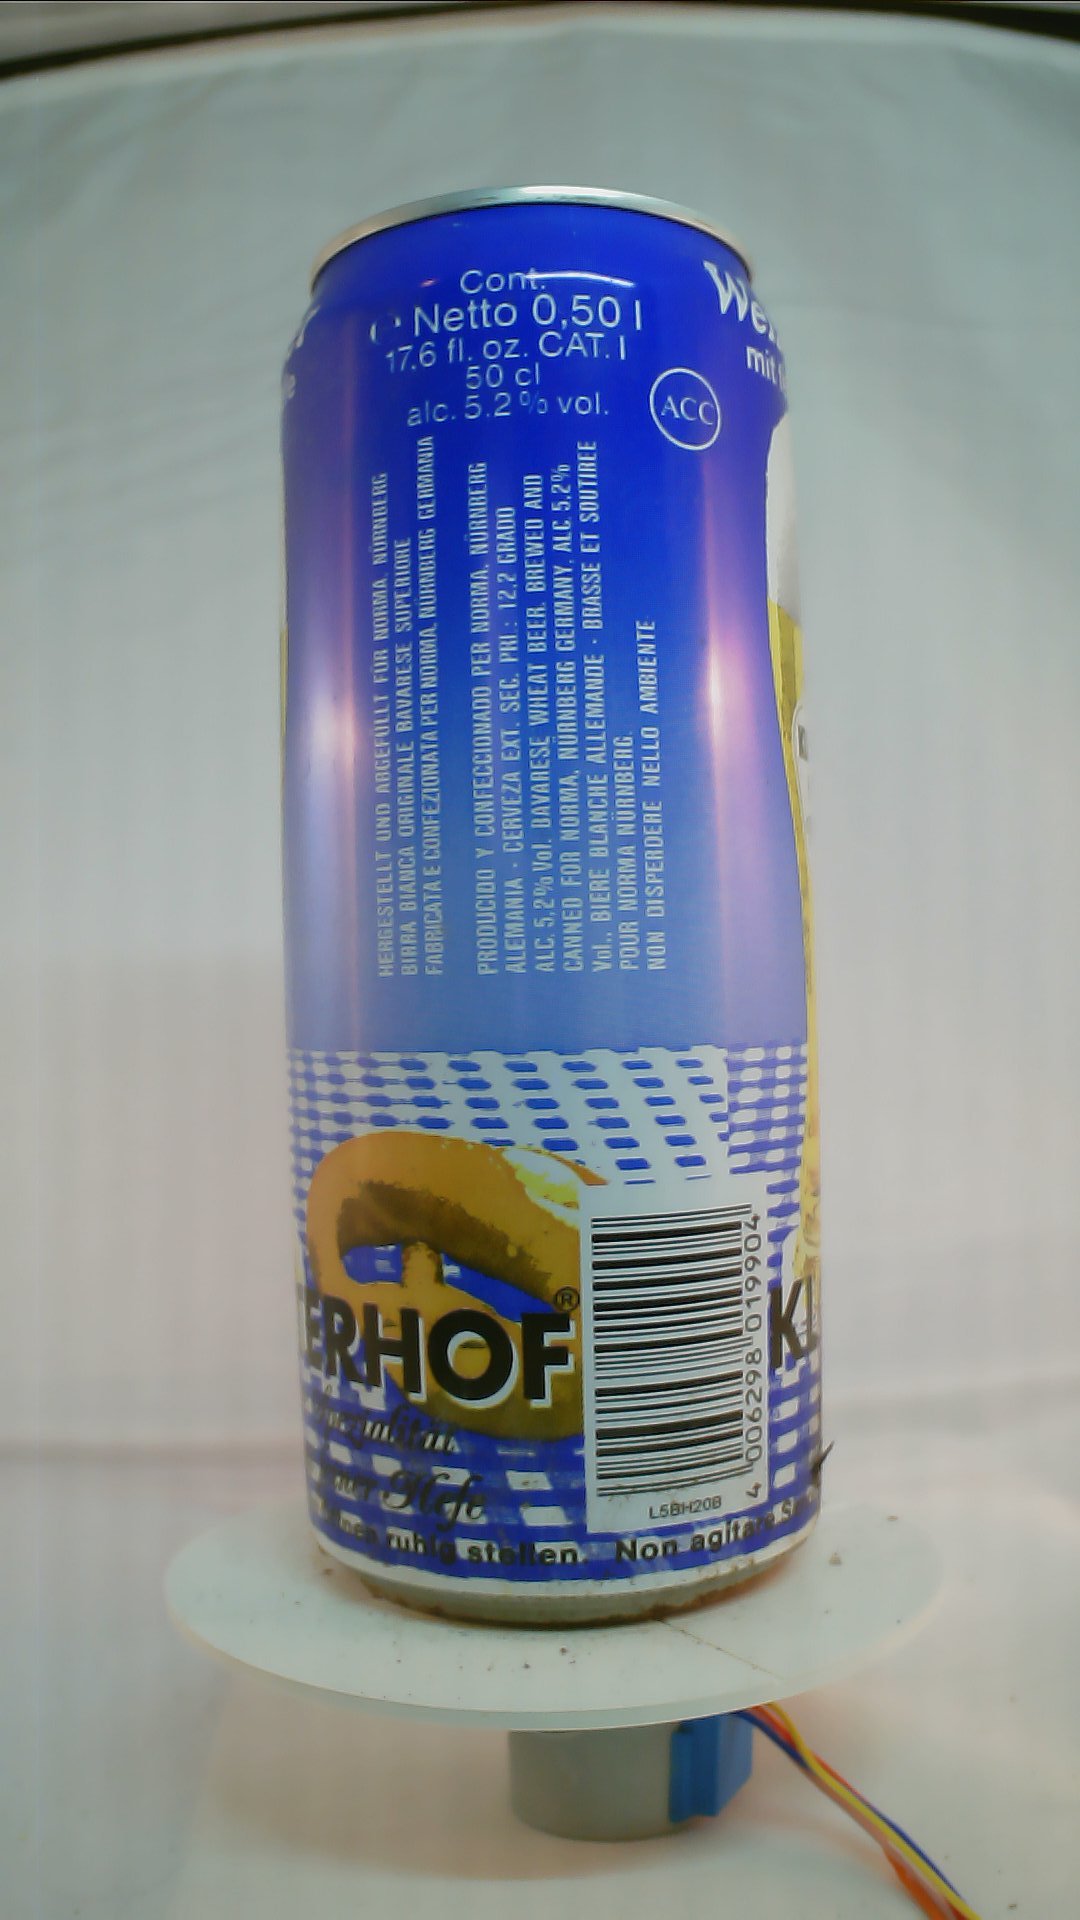 Cont.
e Netto 0,50 l
17.6 fl. oz. CAT. I
50 cl
alc. 5.2% vol.
ACC
mit
HERGESTELLT UND ABGEFÜLLT FÜR NORMA, NÜRNBERG
BIRRA BIANCA ORIGINALE BAVARESE SUPERIORE
FABRICATA E CONFEZIONATA PER NORMA, NÜRNBERG GERMANIA
PRODUCIDO Y CONFECCIONADO PER NORMA, NÜRNBERG
ALEMANIA · CERVEZA EXT. SEC. PRI : 12,2 GRADO
ALC. 5,2% Vol. BAVARESE WHEAT BEER. BREWED AND
CANNED FOR NORMA, NÜRNBERG GERMANY. ALC 5.2%
Vol.. BIERE BLANCHE ALLEMANDE · BRASSE ET SOUTIREE
POUR NORMA NÜRNBERG.
NON DISPERDERE NELLO AMBIENTE
ERHOF®
KL
Hefe
ruhig stellen. Non agitare.
L5BH20B
4 006298 019904